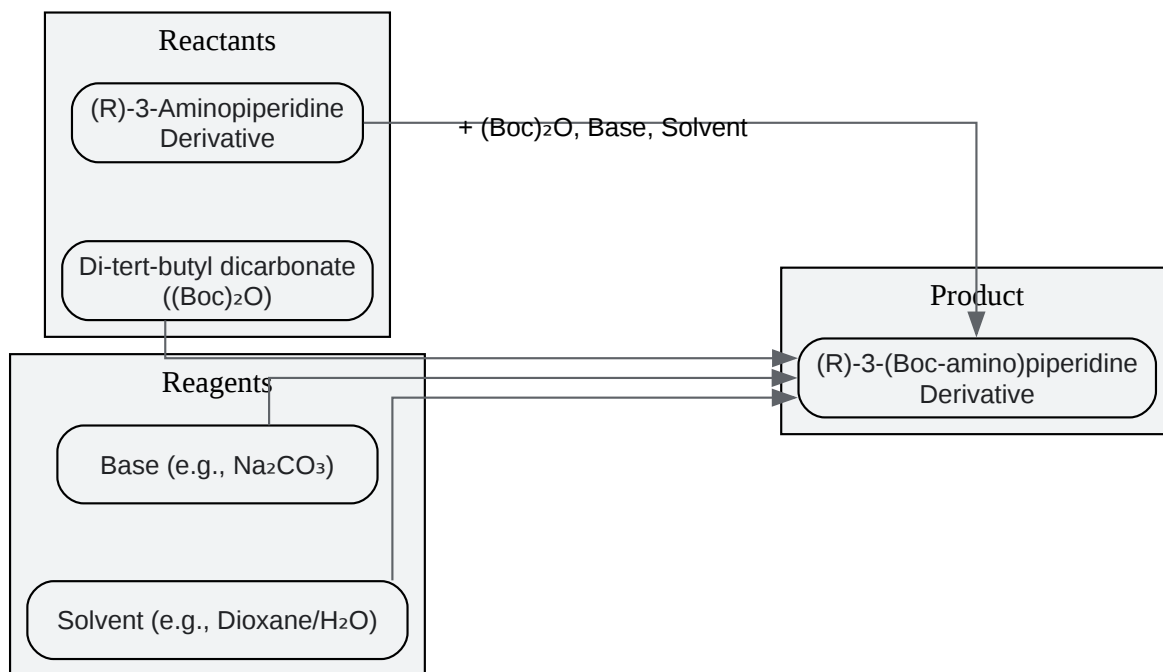 Reactants
(R)-3-Aminopiperidine
Derivative
+ (Boc)₂O, Base, Solvent
Di-tert-butyl dicarbonate
((Boc)₂O)
Product
(R)-3-(Boc-amino)piperidine
Derivative
Reagents
Base (e.g., Na₂CO₃)
Solvent (e.g., Dioxane/H₂O)